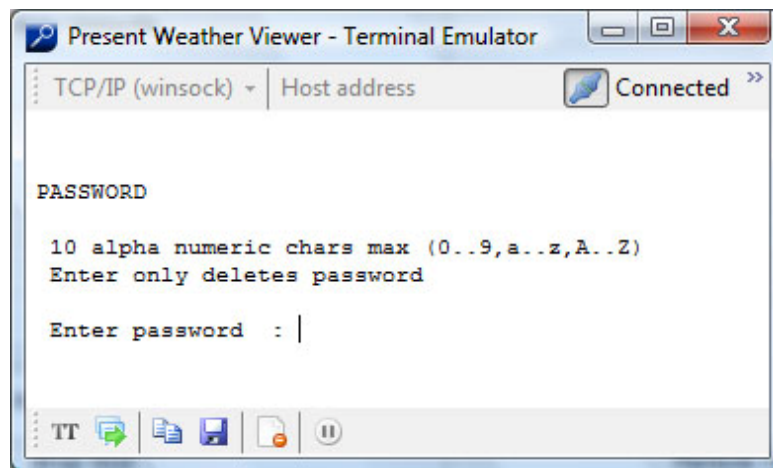 Present Weather Viewer - Terminal Emulator
TCP/IP (winsock) Host address Connected »
PASSWORD
10 alpha numeric chars max (0..9,a..z,A..Z)
Enter only deletes password
Enter password :
TT